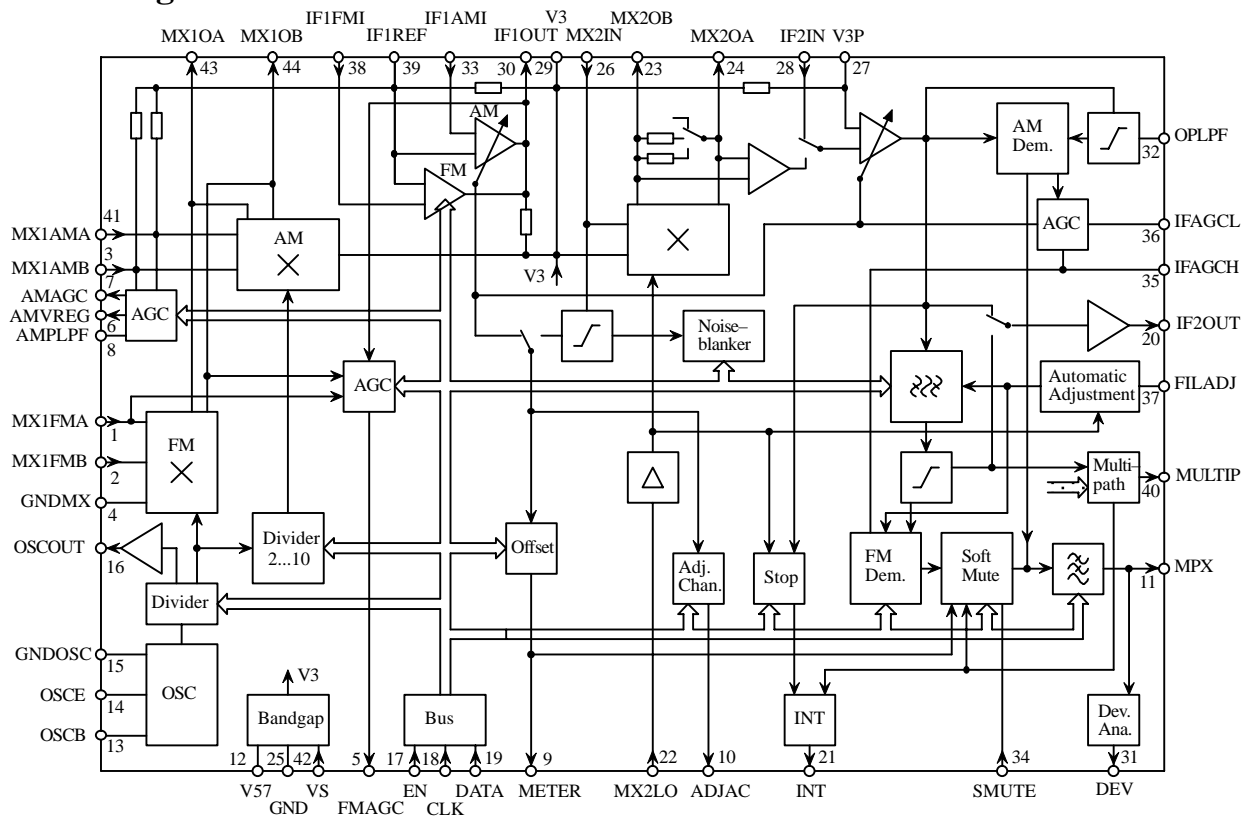 IF1FMI IF1AMI V3 MX2OB
MX1OA MX1OB IF1REF IF1OUT MX2IN MX2OA IF2IN V3P
43 44 38 39 33 30 29 26 23 24 28 27
AM
AM
Dem.
OPLPF
32
FM
AGC
41
MX1AMA
AM
IFAGCL
36
3
MX1AMB
V3
IFAGCH
35
7
AMAGC
AMVREG
AGC
6
AMPLPF
8
Noise–
blanker
IF2OUT
20
AGC
Automatic
Adjustment
FILADJ
37
MX1FMA
1
FM
MX1FMB
2
Multi–
path
MULTIP
40
GNDMX
4
OSCOUT
16
Divider
2...10
Offset
Adj.
Chan.
Stop
FM
Dem.
Soft
Mute
MPX
11
Divider
GNDOSC
15
V3
OSCE
14
OSC
Bandgap
Bus
INT
Dev.
Ana.
OSCB
13
12 25 42 5 17 18 19 9 22 10 21 34 31
V57 VS EN DATA METER MX2LO ADJAC INT SMUTE DEV
GND FMAGC CLK